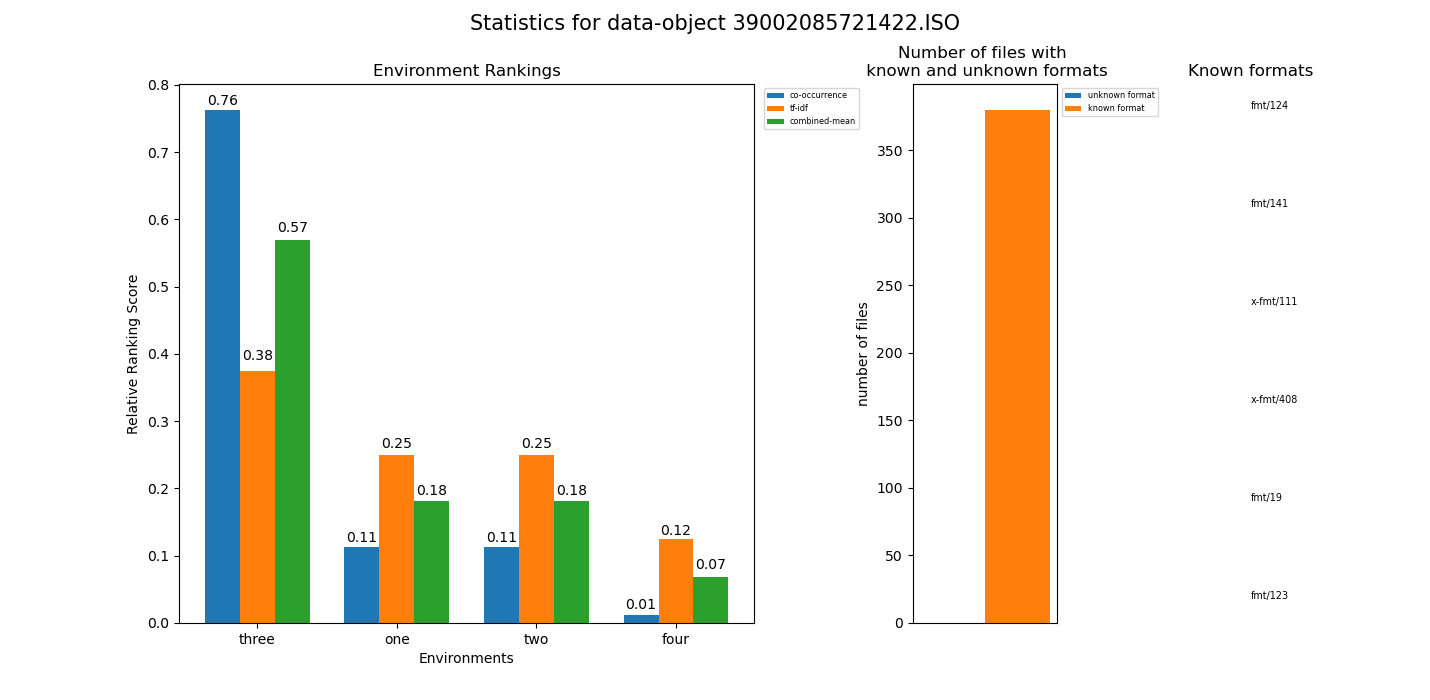 Statistics for data-object 39002085721422.ISO
Environment Rankings
0.8
0.7
0.6
0.5
0.4
0.3
0.2
0.1
0.0
Relative Ranking Score
0.76
0.38
0.57
0.11
0.25
0.18
0.11
0.25
0.18
0.01
0.12
0.07
three
one
two
four
Environments
co-occurrence
tf-idf
combined-mean
Number of files with
known and unknown formats
350
300
250
200
150
100
50
0
number of files
unknown format
known format
Known formats
fmt/124
fmt/141
x-fmt/111
x-fmt/408
fmt/19
fmt/123